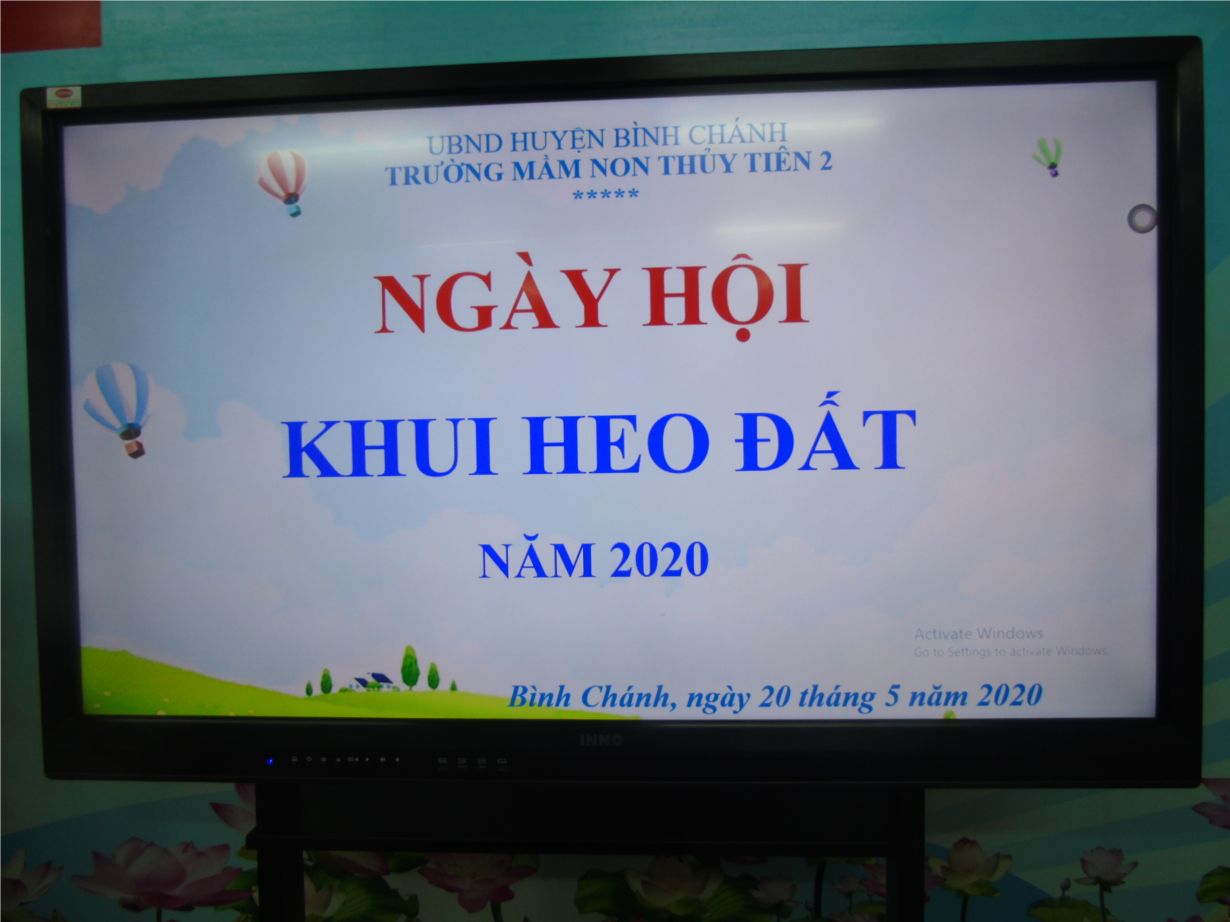 UBND HUYỆN BÌNH CHÁNH
TRƯỜNG MẦM NON THỦY TIÊN 2
*****
NGÀY HỘI
KHUI HEO ĐẤT
NĂM 2020
Activate Windows
Go to Settings to activate Windows.
Bình Chánh, ngày 20 tháng 5 năm 2020
INNO